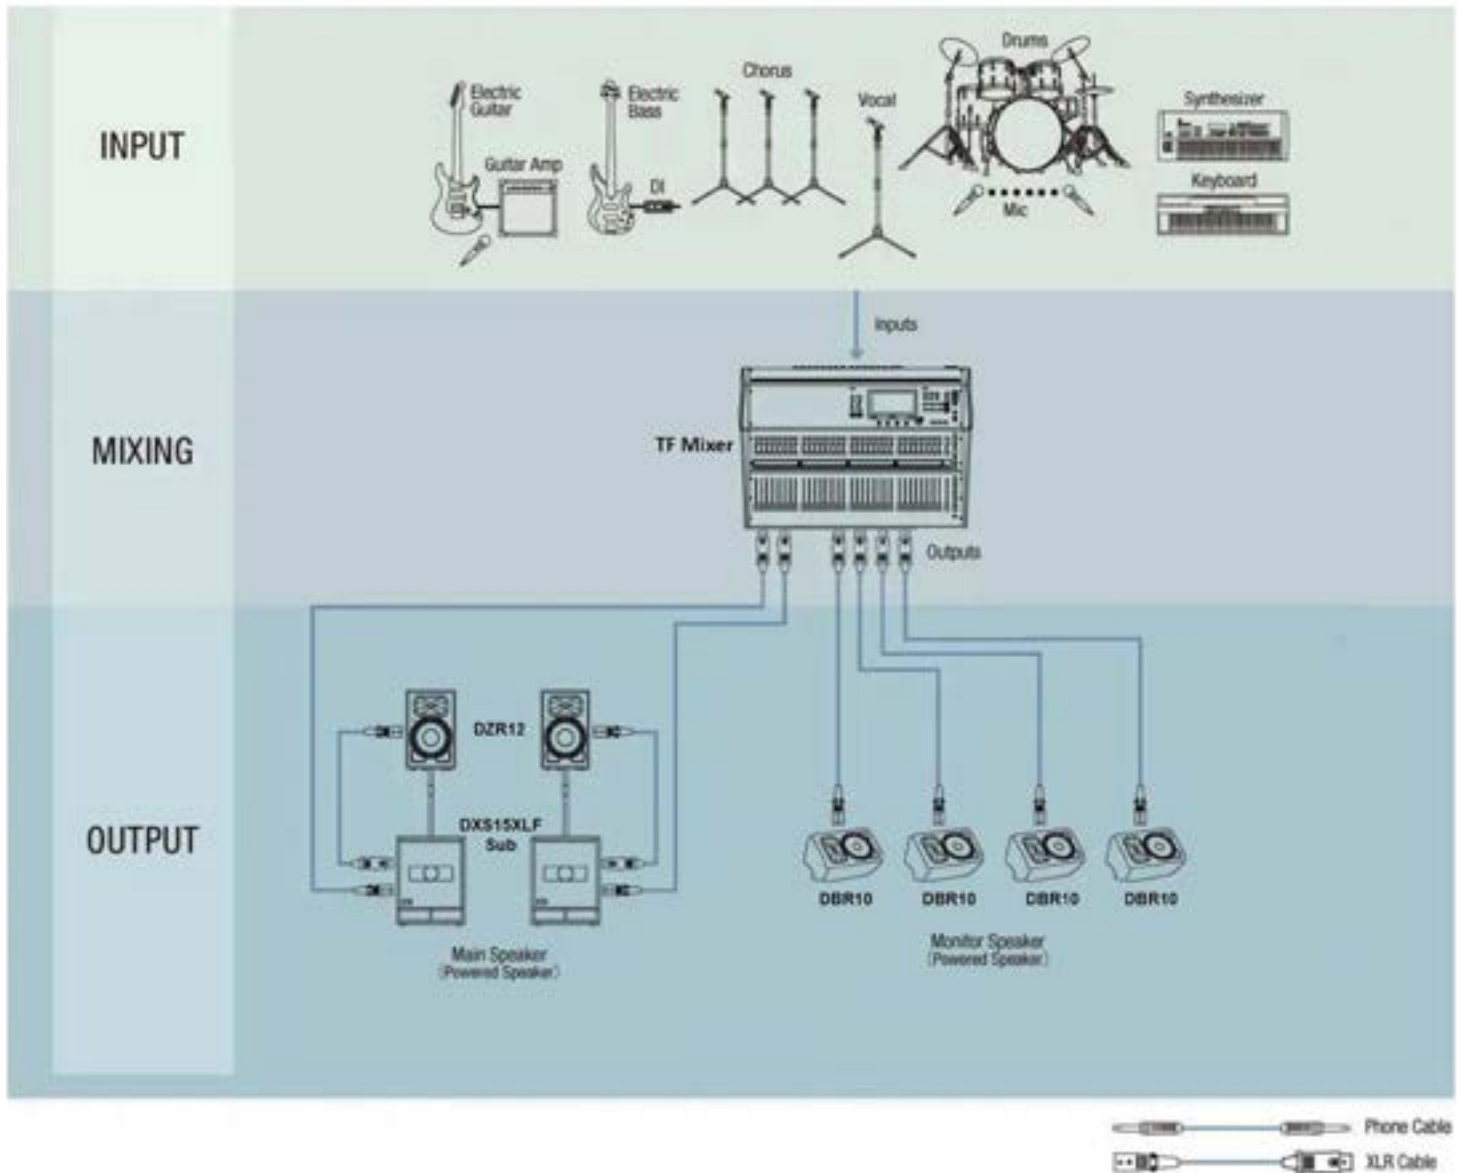 INPUT
Electric
Guitar
Guitar Amp
Electric
Bass
DI
Chorus
Vocal
Drums
Mic
Synthesizer
Keyboard
MIXING
Inputs
TF Mixer
Outputs
OUTPUT
DZR12
DXS15XLF
Sub
Main Speaker
(Powered Speaker)
DBR10
DBR10
DBR10
DBR10
Monitor Speaker
(Powered Speaker)
Phone Cable
XLR Cable